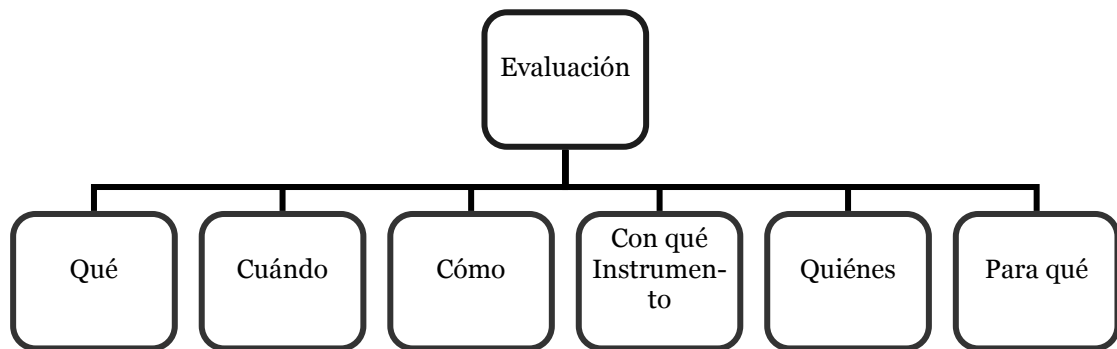 Evaluación
Qué
Cuándo
Cómo
Con qué
Instrumen-
to
Quiénes
Para qué